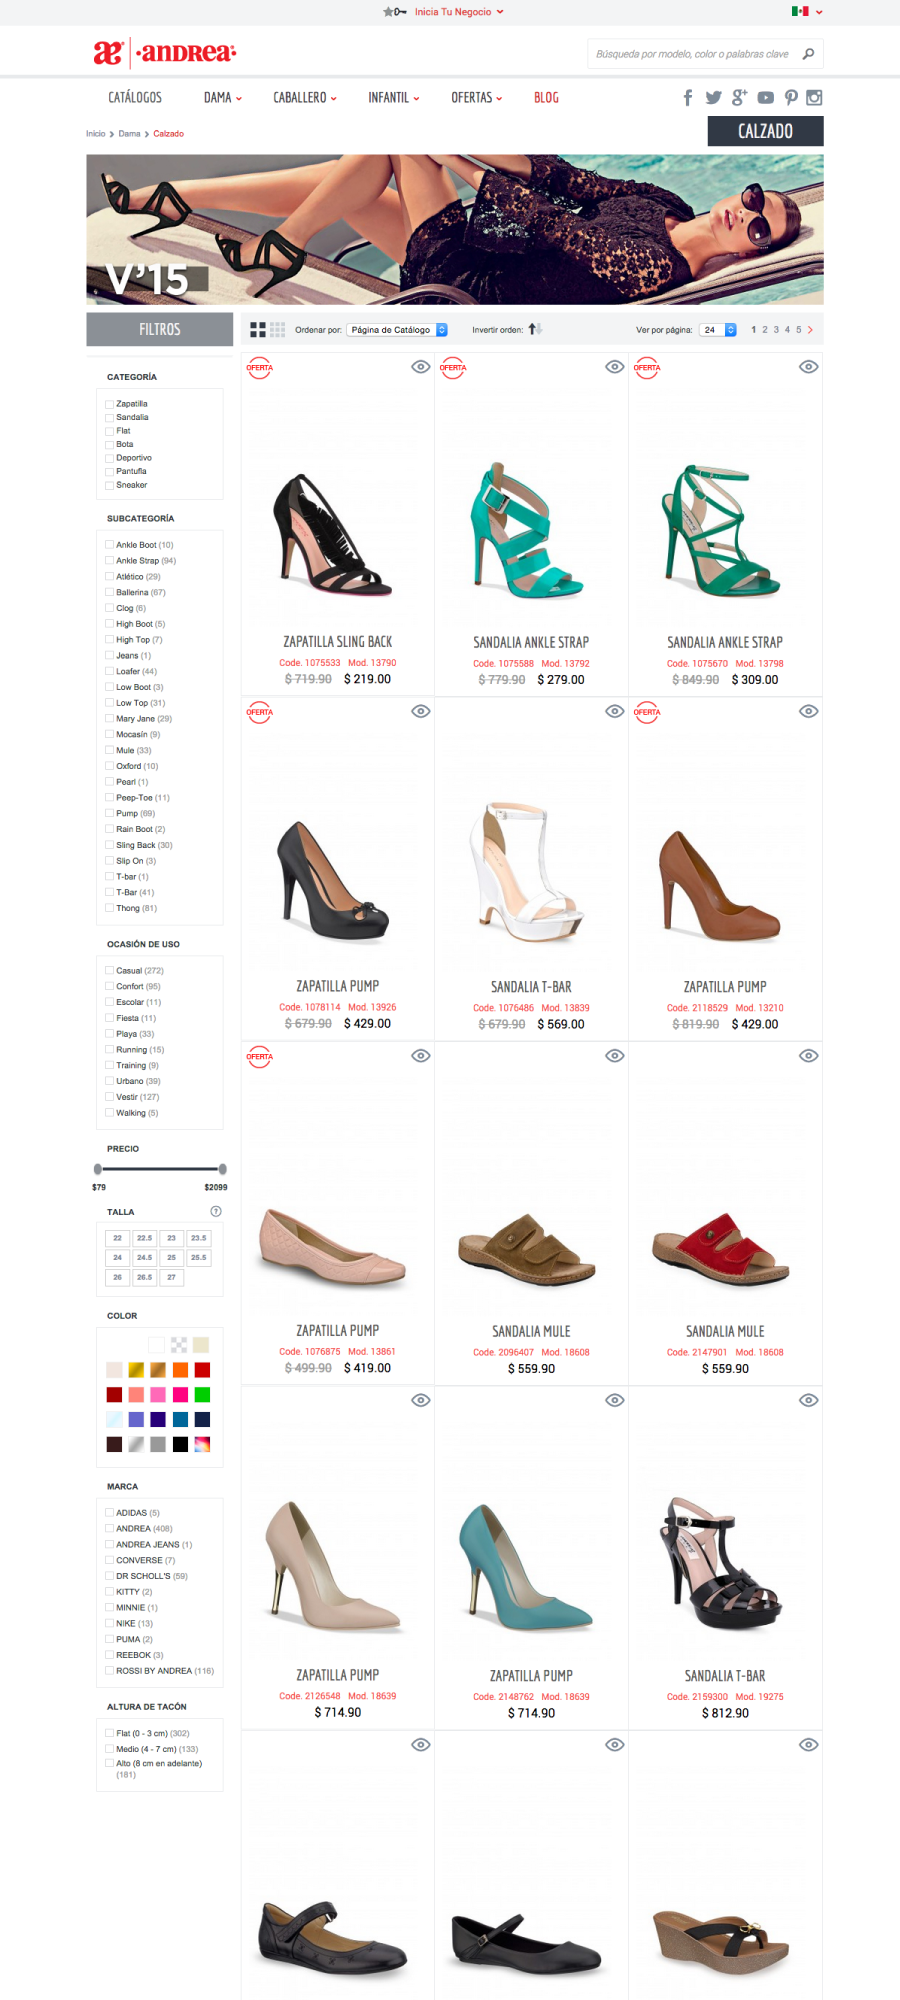 Inicia Tu Negocio
æ ·andrea·
Búsqueda por modelo, color o palabras clave
CATÁLOGOS DAMA CABALLERO INFANTIL OFERTAS BLOG
Inicio > Dama > Calzado
CALZADO
V'15
FILTROS
Ordenar por: Página de Catálogo Invertir orden: Ver por página: 24 1 2 3 4 5 >
CATEGORÍA
Zapatilla
Sandalia
Flat
Bota
Deportivo
Pantufla
Sneaker
SUBCATEGORÍA
Ankle Boot (10)
Ankle Strap (94)
Atlético (29)
Ballerina (67)
Clog (6)
High Boot (5)
High Top (7)
Jeans (1)
Loafer (44)
Low Boot (3)
Low Top (31)
Mary Jane (29)
Mocasín (9)
Mule (33)
Oxford (10)
Pearl (1)
Peep-Toe (11)
Pump (69)
Rain Boot (2)
Sling Back (30)
Slip On (3)
T-bar (1)
T-Bar (41)
Thong (81)
OCASIÓN DE USO
Casual (272)
Confort (95)
Escolar (11)
Fiesta (11)
Playa (33)
Running (15)
Training (9)
Urbano (39)
Vestir (127)
Walking (5)
PRECIO
$79 $2099
TALLA ?
22 22.5 23 23.5
24 24.5 25 25.5
26 26.5 27
COLOR
MARCA
ADIDAS (5)
ANDREA (408)
ANDREA JEANS (1)
CONVERSE (7)
DR SCHOLL'S (59)
KITTY (2)
MINNIE (1)
NIKE (13)
PUMA (2)
REEBOK (3)
ROSSI BY ANDREA (116)
ALTURA DE TACÓN
Flat (0 - 3 cm) (302)
Medio (4 - 7 cm) (133)
Alto (8 cm en adelante)
(181)
OFERTA
ZAPATILLA SLING BACK
Code. 1075533 Mod. 13790
$ 719.90 $ 219.00
OFERTA
SANDALIA ANKLE STRAP
Code. 1075588 Mod. 13792
$ 779.90 $ 279.00
OFERTA
SANDALIA ANKLE STRAP
Code. 1075670 Mod. 13798
$ 849.90 $ 309.00
OFERTA
ZAPATILLA PUMP
Code. 1078114 Mod. 13926
$ 679.90 $ 429.00
SANDALIA T-BAR
Code. 1076486 Mod. 13839
$ 679.90 $ 569.00
OFERTA
ZAPATILLA PUMP
Code. 2118529 Mod. 13210
$ 819.90 $ 429.00
OFERTA
ZAPATILLA PUMP
Code. 1076875 Mod. 13861
$ 499.90 $ 419.00
SANDALIA MULE
Code. 2096407 Mod. 18608
$ 559.90
SANDALIA MULE
Code. 2147901 Mod. 18608
$ 559.90
ZAPATILLA PUMP
Code. 2126548 Mod. 18639
$ 714.90
ZAPATILLA PUMP
Code. 2148762 Mod. 18639
$ 714.90
SANDALIA T-BAR
Code. 2159300 Mod. 19275
$ 812.90